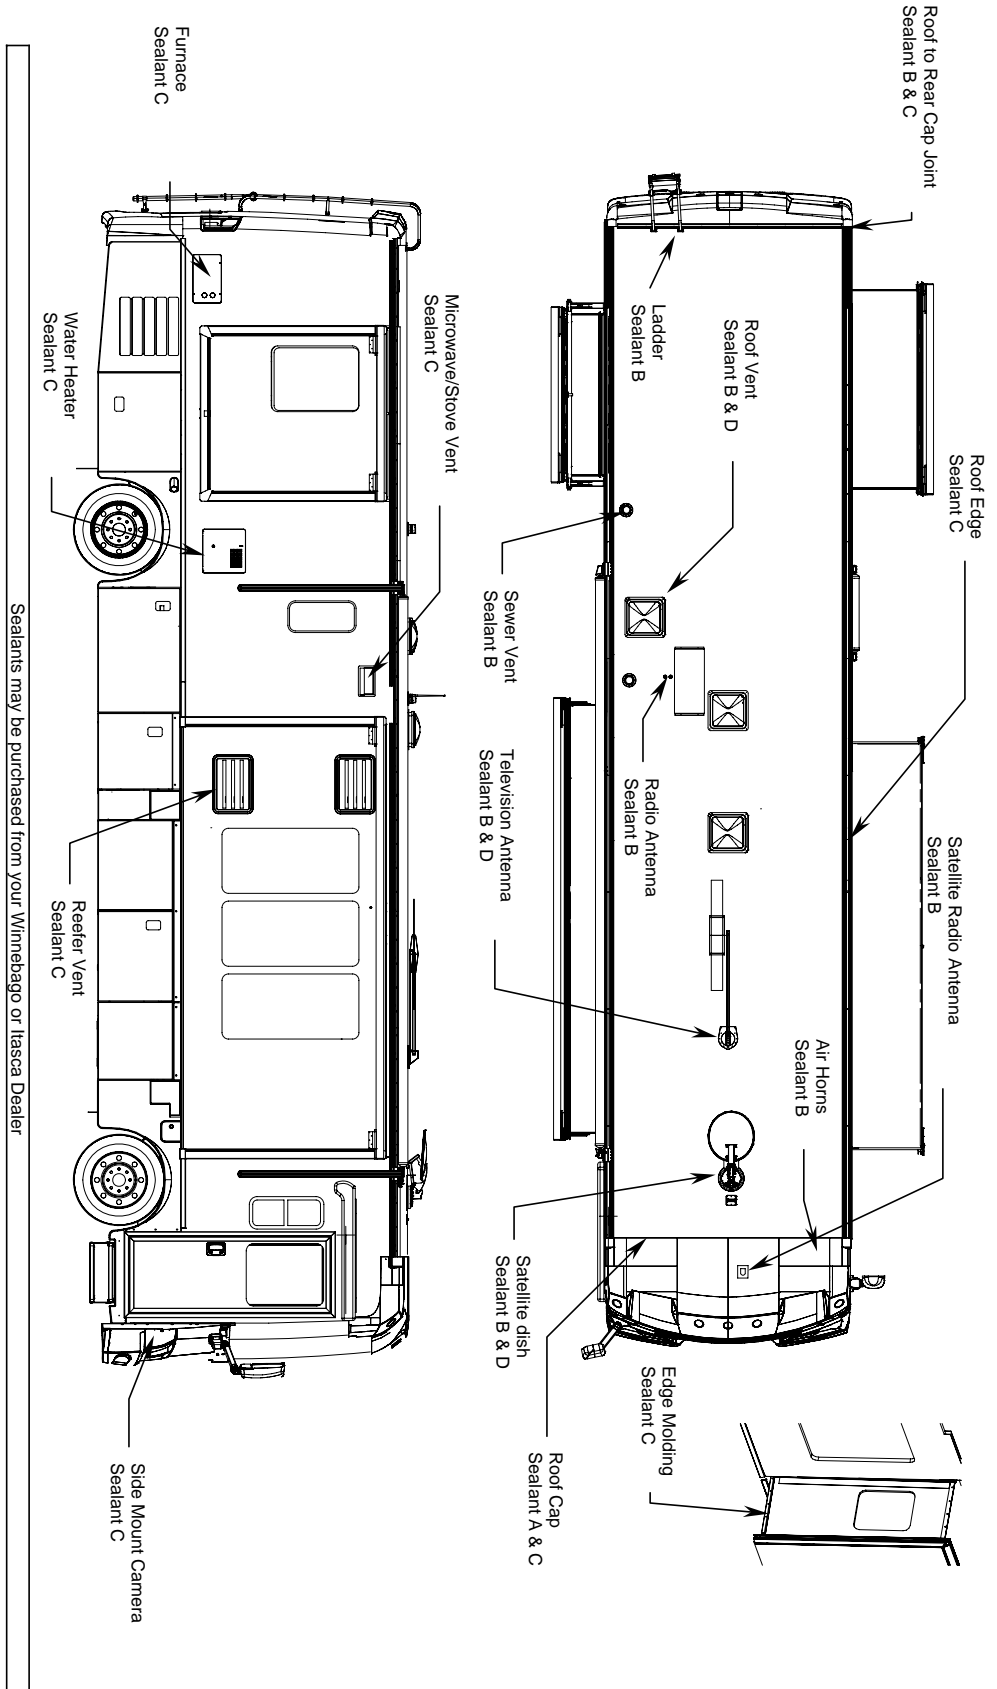 Roof to Rear Cap Joint
Sealant B & C
Roof Edge
Sealant C
Satellite Radio Antenna
Sealant B
Ladder
Sealant B
Roof Vent
Sealant B & D
Sewer Vent
Sealant B
Radio Antenna
Sealant B
Television Antenna
Sealant B & D
Air Horns
Sealant B
Satellite dish
Sealant B & D
Roof Cap
Sealant A & C
Edge Molding
Sealant C
Furnace
Sealant C
Microwave/Stove Vent
Sealant C
Water Heater
Sealant C
Reefer Vent
Sealant C
Side Mount Camera
Sealant C
Sealants may be purchased from your Winnebago or Itasca Dealer